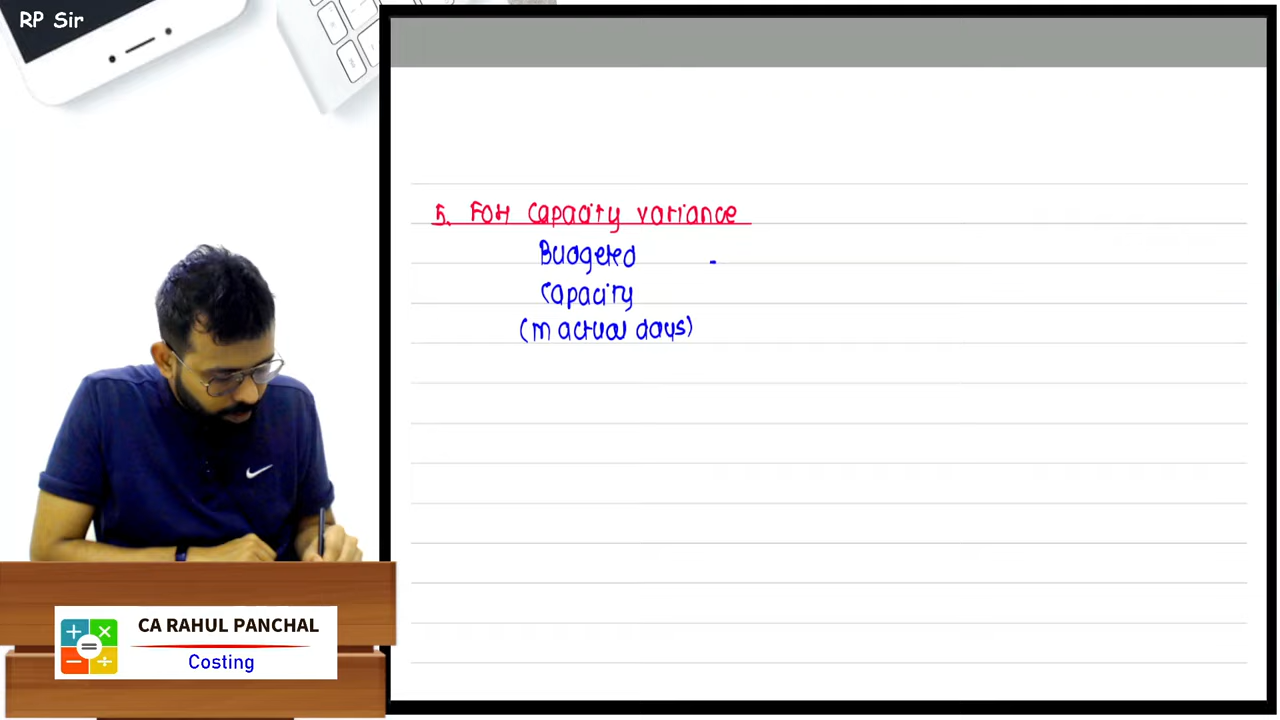 RP Sir
5. FOH Capacity variance
Budgeted -
Capacity
(in actual days)
CA RAHUL PANCHAL
Costing